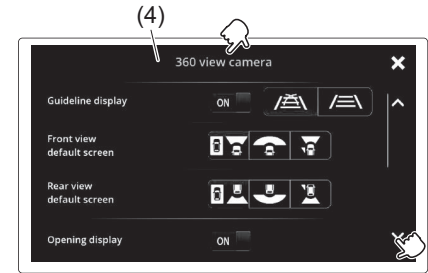 (4)
360 view camera
Guideline display ON
Front view
default screen
Rear view
default screen
Opening display ON